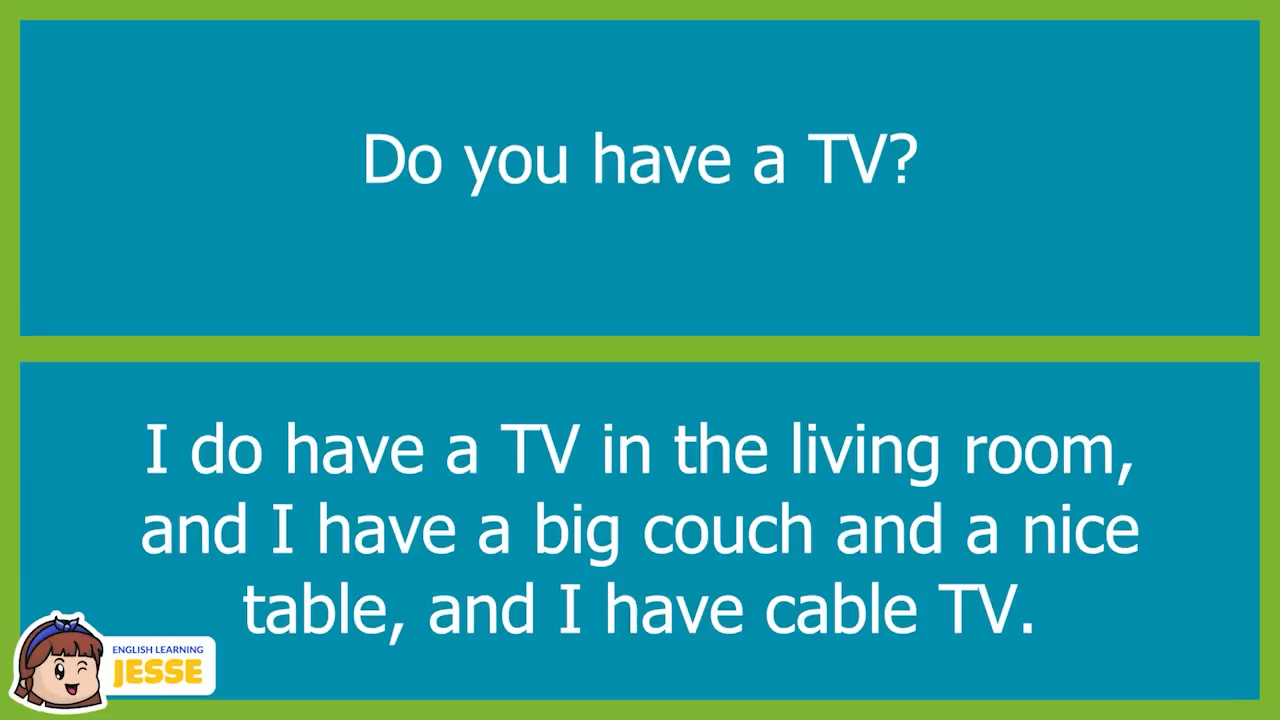 Do you have a TV?
I do have a TV in the living room,
and I have a big couch and a nice
table, and I have cable TV.
ENGLISH LEARNING
JESSE